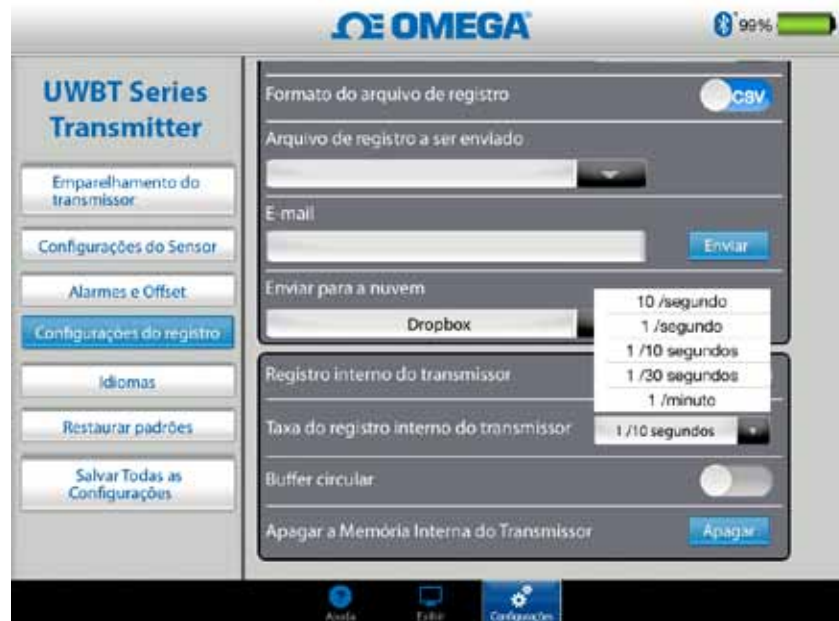 OMEGA
99%
UWBT Series
Transmitter
Emparelhamento do
transmissor
Configurações do Sensor
Alarmes e Offset
Configurações do registro
Idiomas
Restaurar padrões
Salvar Todas as
Configurações
Formato do arquivo de registro
CSV
Arquivo de registro a ser enviado
E-mail
Enviar
Enviar para a nuvem
Dropbox
10 /segundo
1 /segundo
1 /10 segundos
1 /30 segundos
1 /minuto
Registro interno do transmissor
Taxa do registro interno do transmissor
1 /10 segundos
Buffer circular
Apagar a Memória Interna do Transmissor
Apagar
Ajuda
Exibir
Configurações